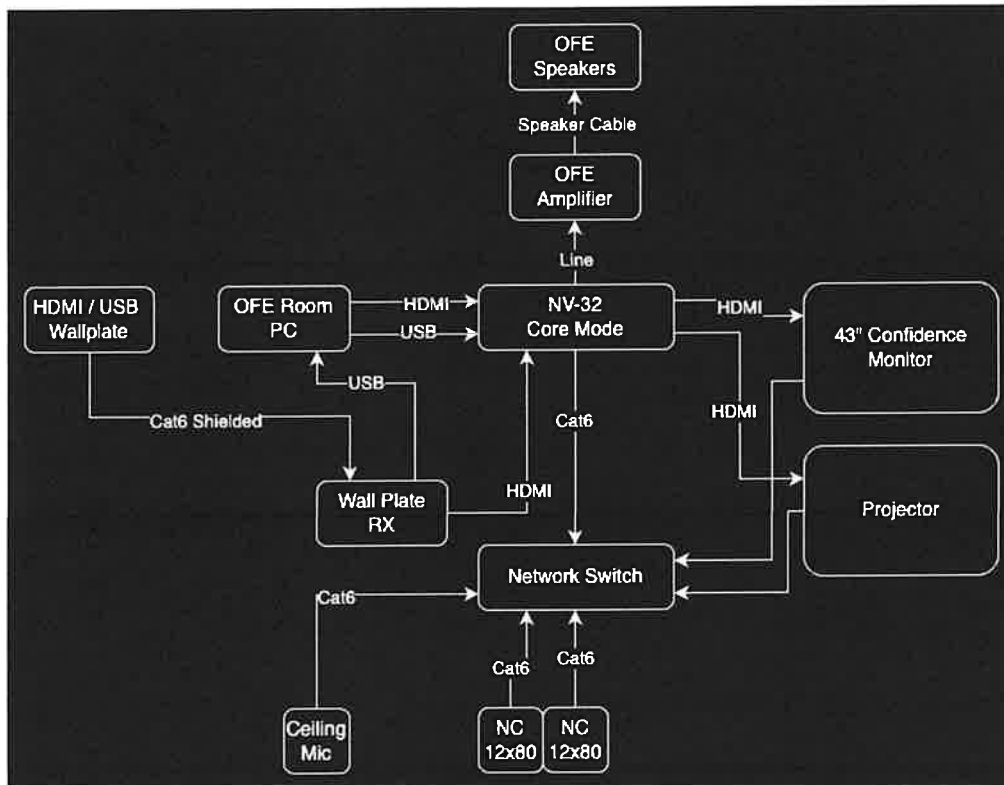 OFE
Speakers
Speaker Cable
OFE
Amplifier
Line
HDMI / USB
Wallplate
OFE Room
PC
HDMI
USB
NV-32
Core Mode
HDMI
43" Confidence
Monitor
USB
Cat6 Shielded
Cat6
HDMI
Wall Plate
RX
HDMI
Projector
Network Switch
Cat6
Cat6
Cat6
Ceiling
Mic
NC
12x80
NC
12x80